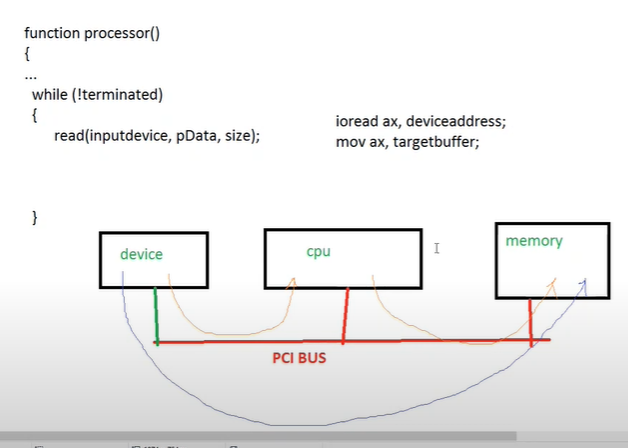 function processor()
{
...
while (!terminated)
{
read(inputdevice, pData, size);
ioread ax, deviceaddress;
mov ax, targetbuffer;
}
device
cpu
memory
PCI BUS